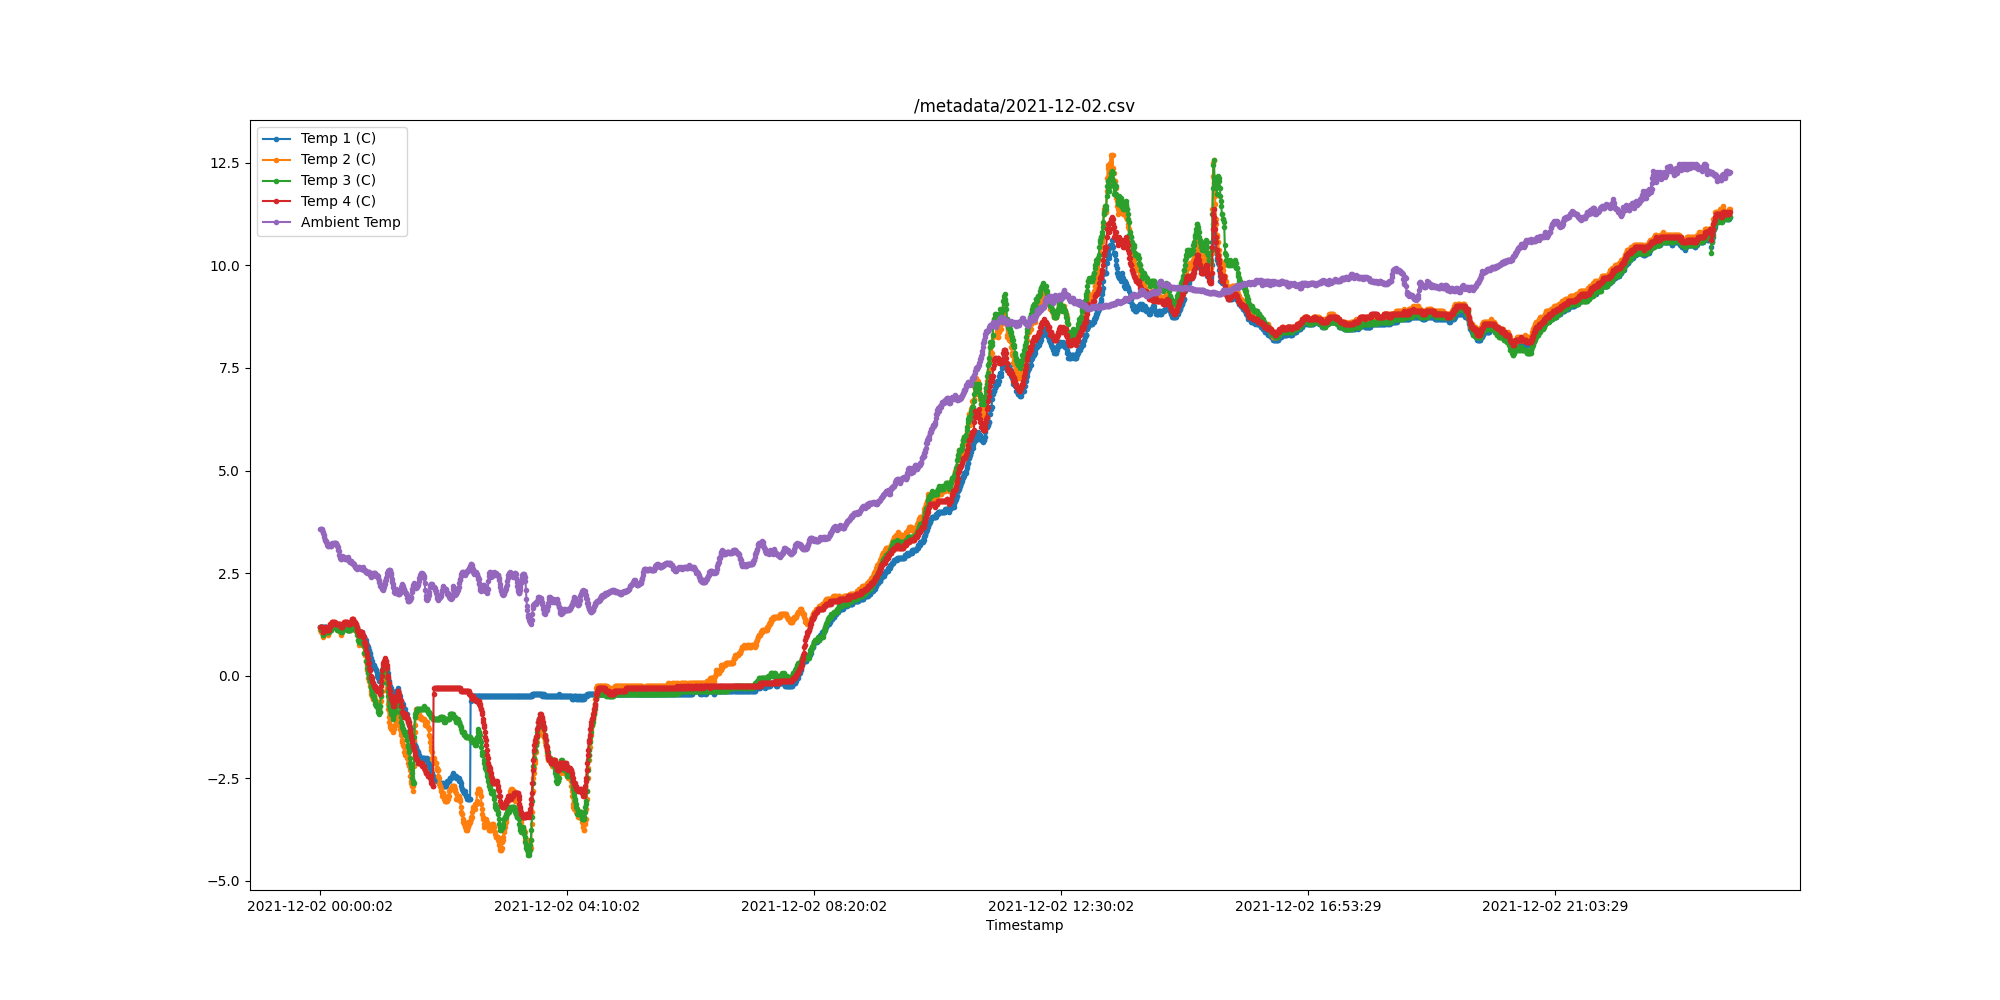 /metadata/2021-12-02.csv
Temp 1 (C)
Temp 2 (C)
Temp 3 (C)
Temp 4 (C)
Ambient Temp
12.5
10.0
7.5
5.0
2.5
0.0
−2.5
−5.0
2021-12-02 00:00:02 2021-12-02 04:10:02 2021-12-02 08:20:02 2021-12-02 12:30:02 2021-12-02 16:53:29 2021-12-02 21:03:29
Timestamp